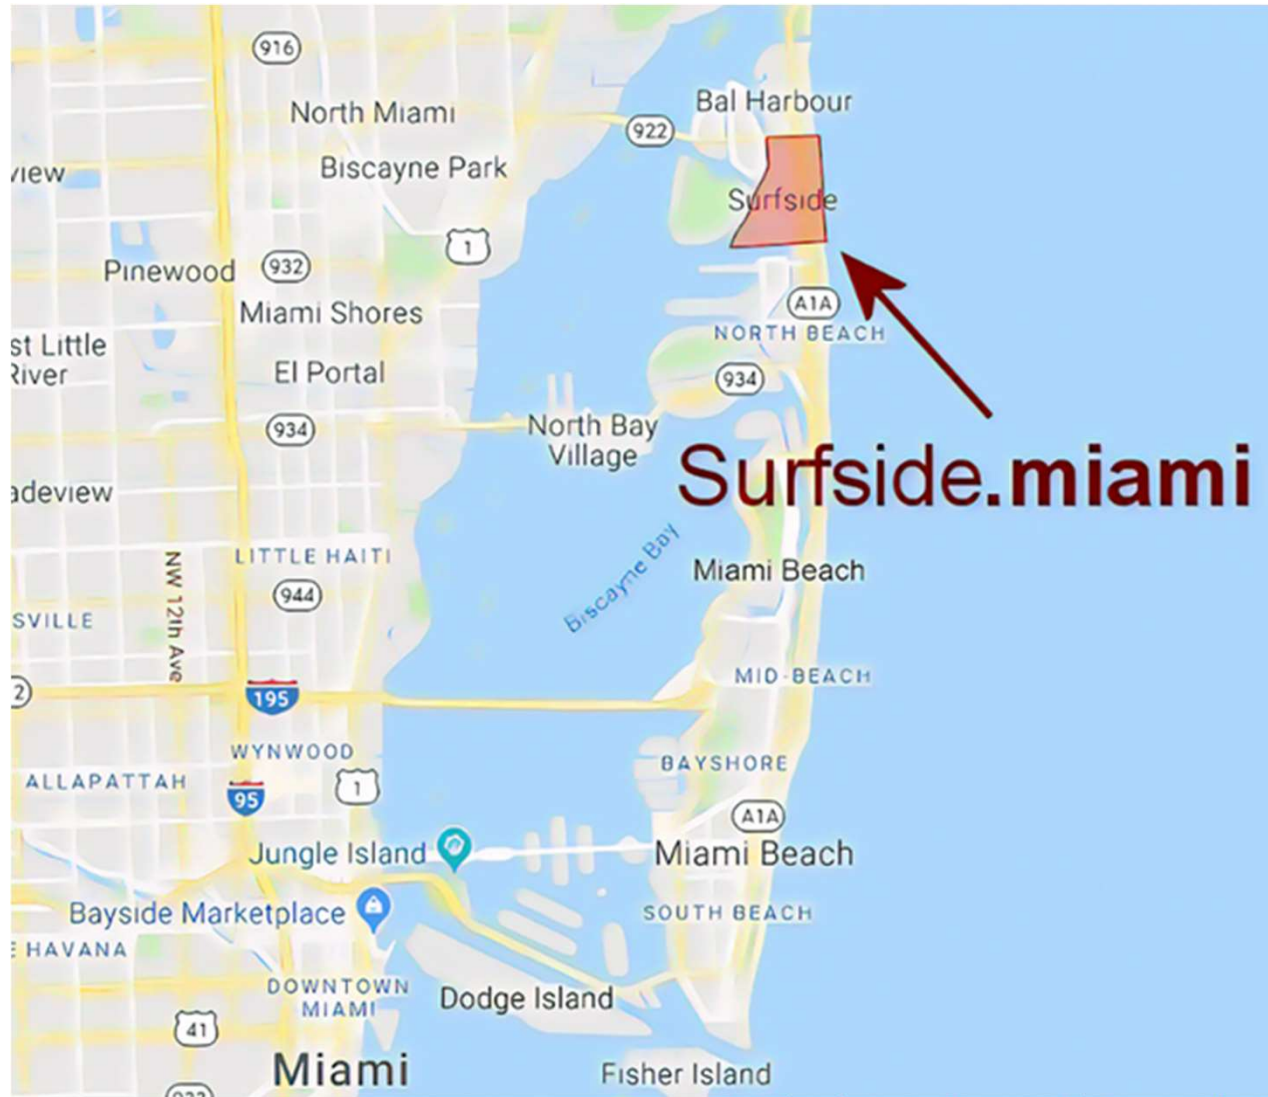 916
Bal Harbour
North Miami
922
Biscayne Park
view
Surfside
1
Pinewood
932
Miami Shores
A1A
NORTH BEACH
st Little
River
El Portal
934
934
North Bay
Village
Surfside.miami
adeview
Biscayne Bay
LITTLE HAITI
NW 12th Ave
Miami Beach
944
SVILLE
MID-BEACH
2
195
WYNWOOD
BAYSHORE
ALLAPATTAH
1
95
A1A
Jungle Island
Miami Beach
Bayside Marketplace
SOUTH BEACH
E HAVANA
DOWNTOWN
MIAMI
Dodge Island
41
Miami
Fisher Island